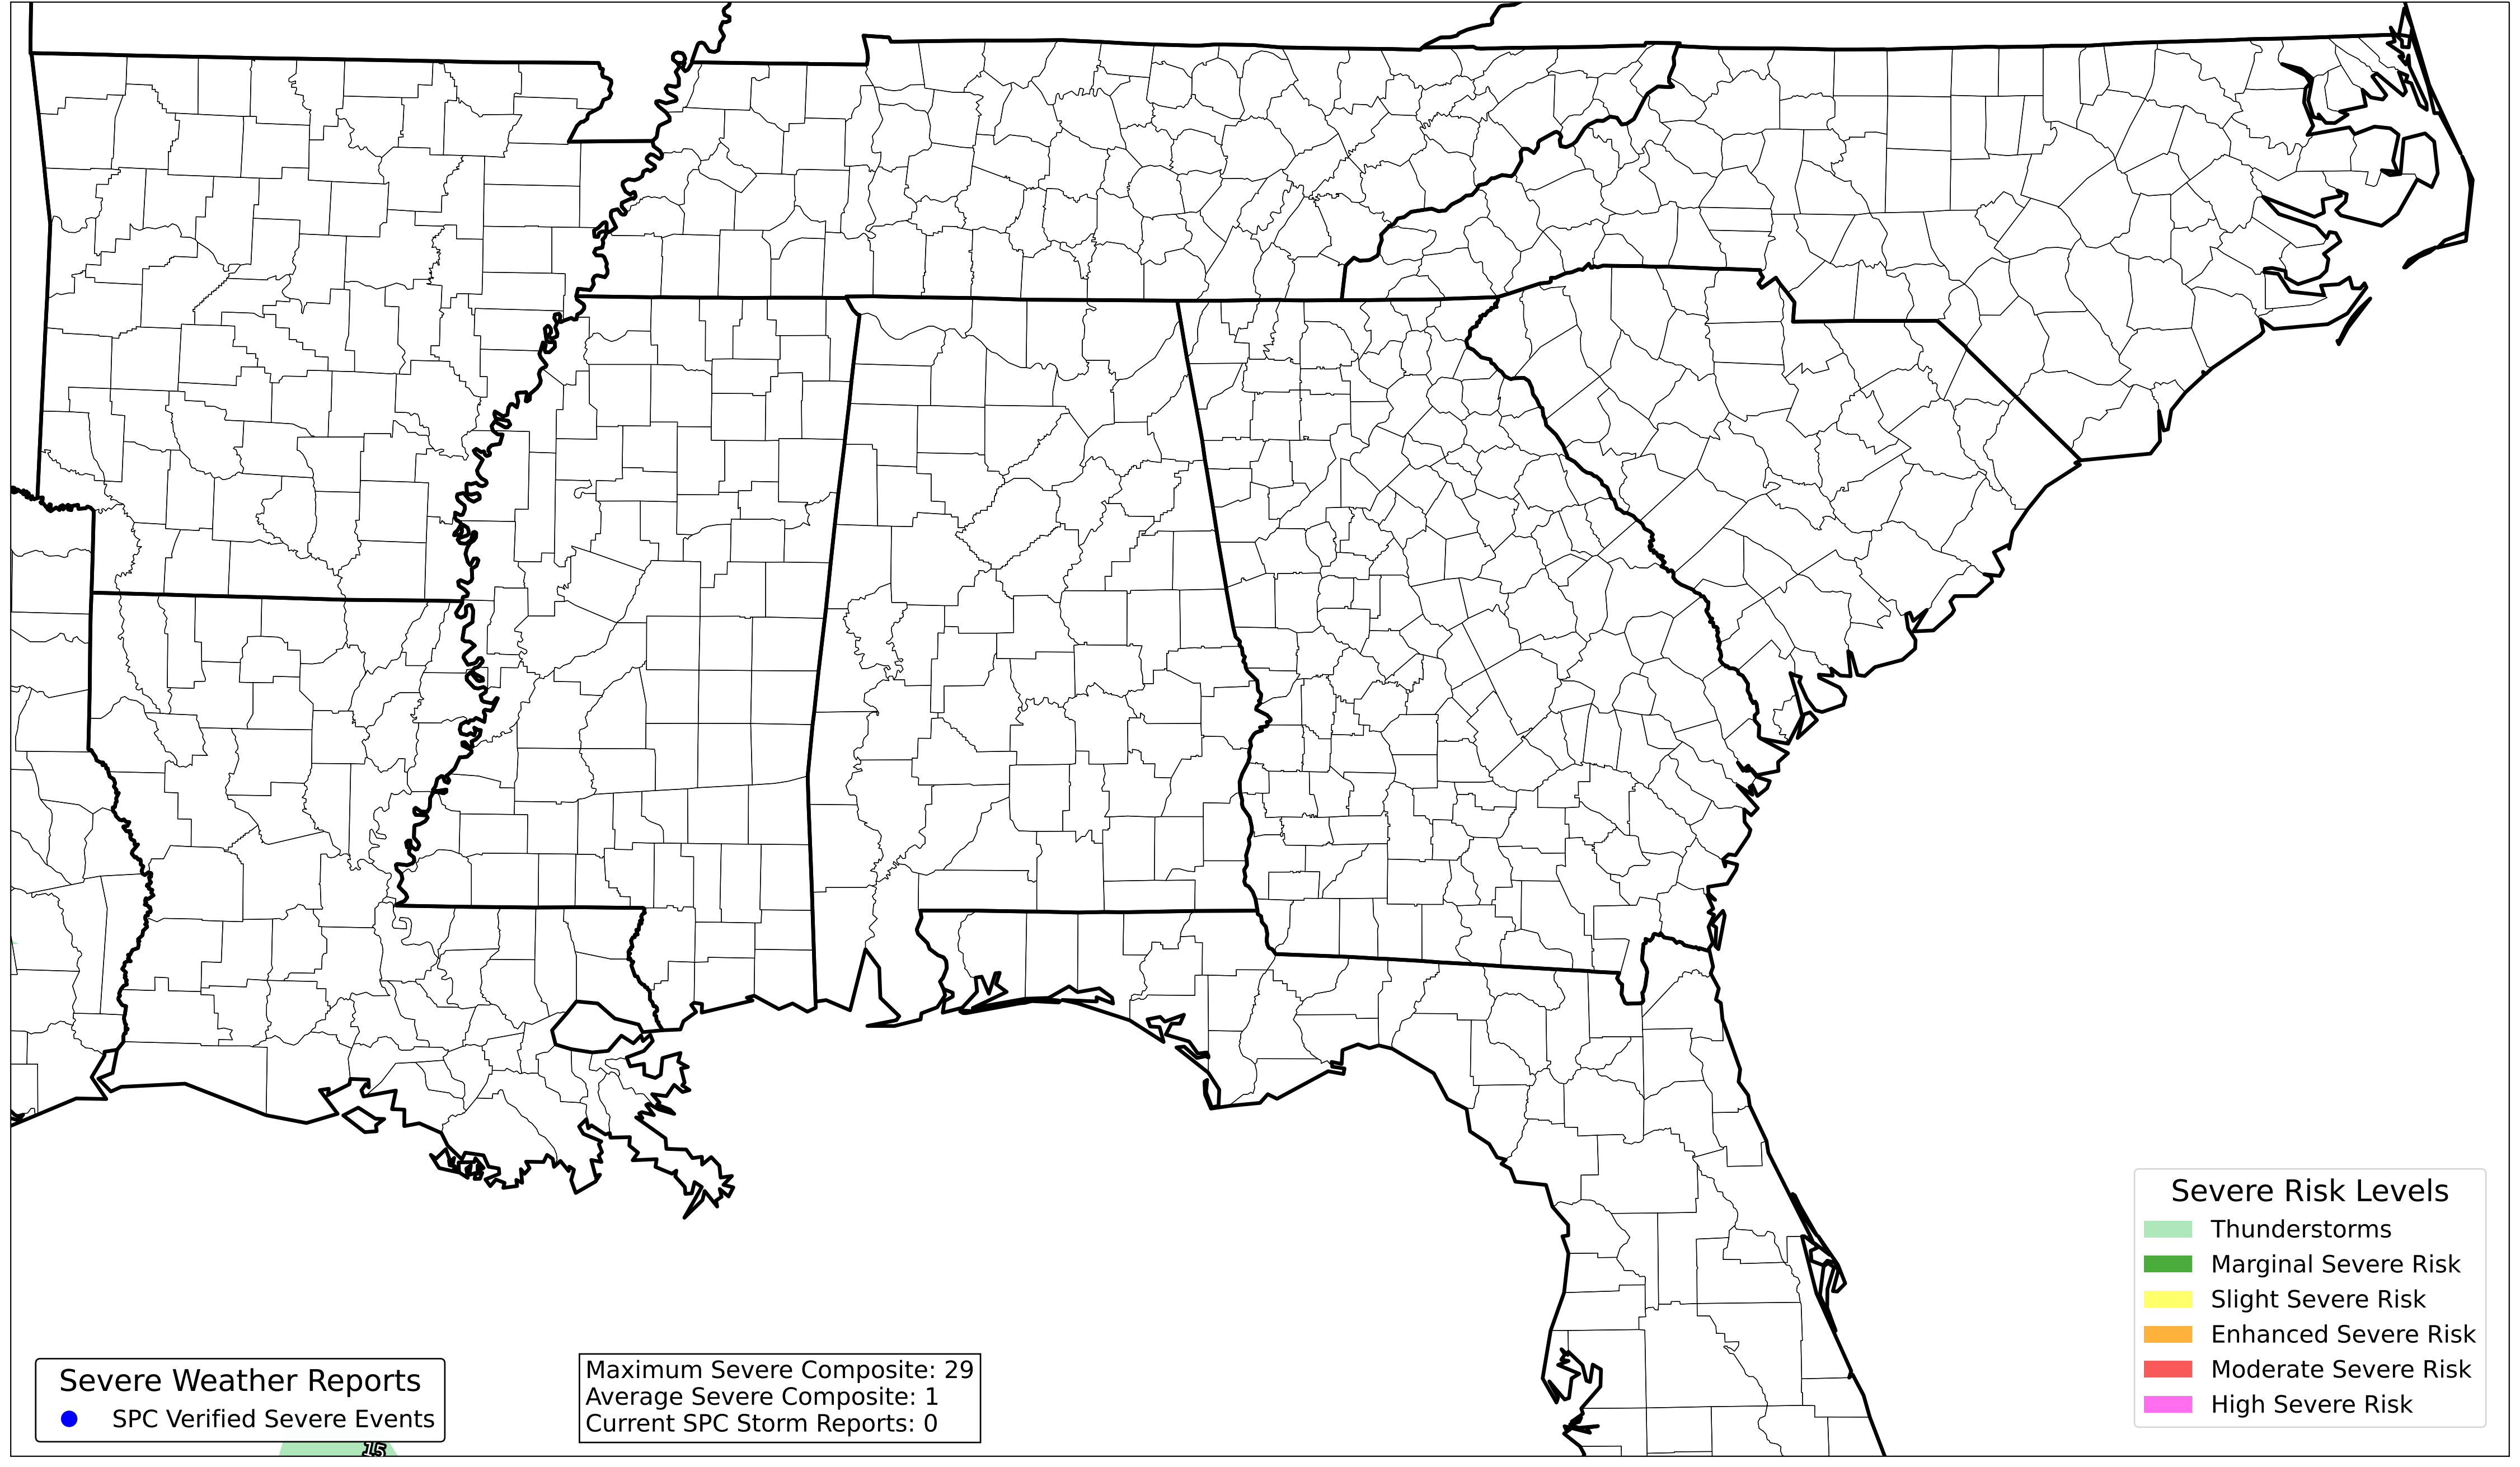 Severe Risk Levels
Thunderstorms
Marginal Severe Risk
Slight Severe Risk
Enhanced Severe Risk
Moderate Severe Risk
High Severe Risk
Severe Weather Reports
SPC Verified Severe Events
Maximum Severe Composite: 29
Average Severe Composite: 1
Current SPC Storm Reports: 0
15